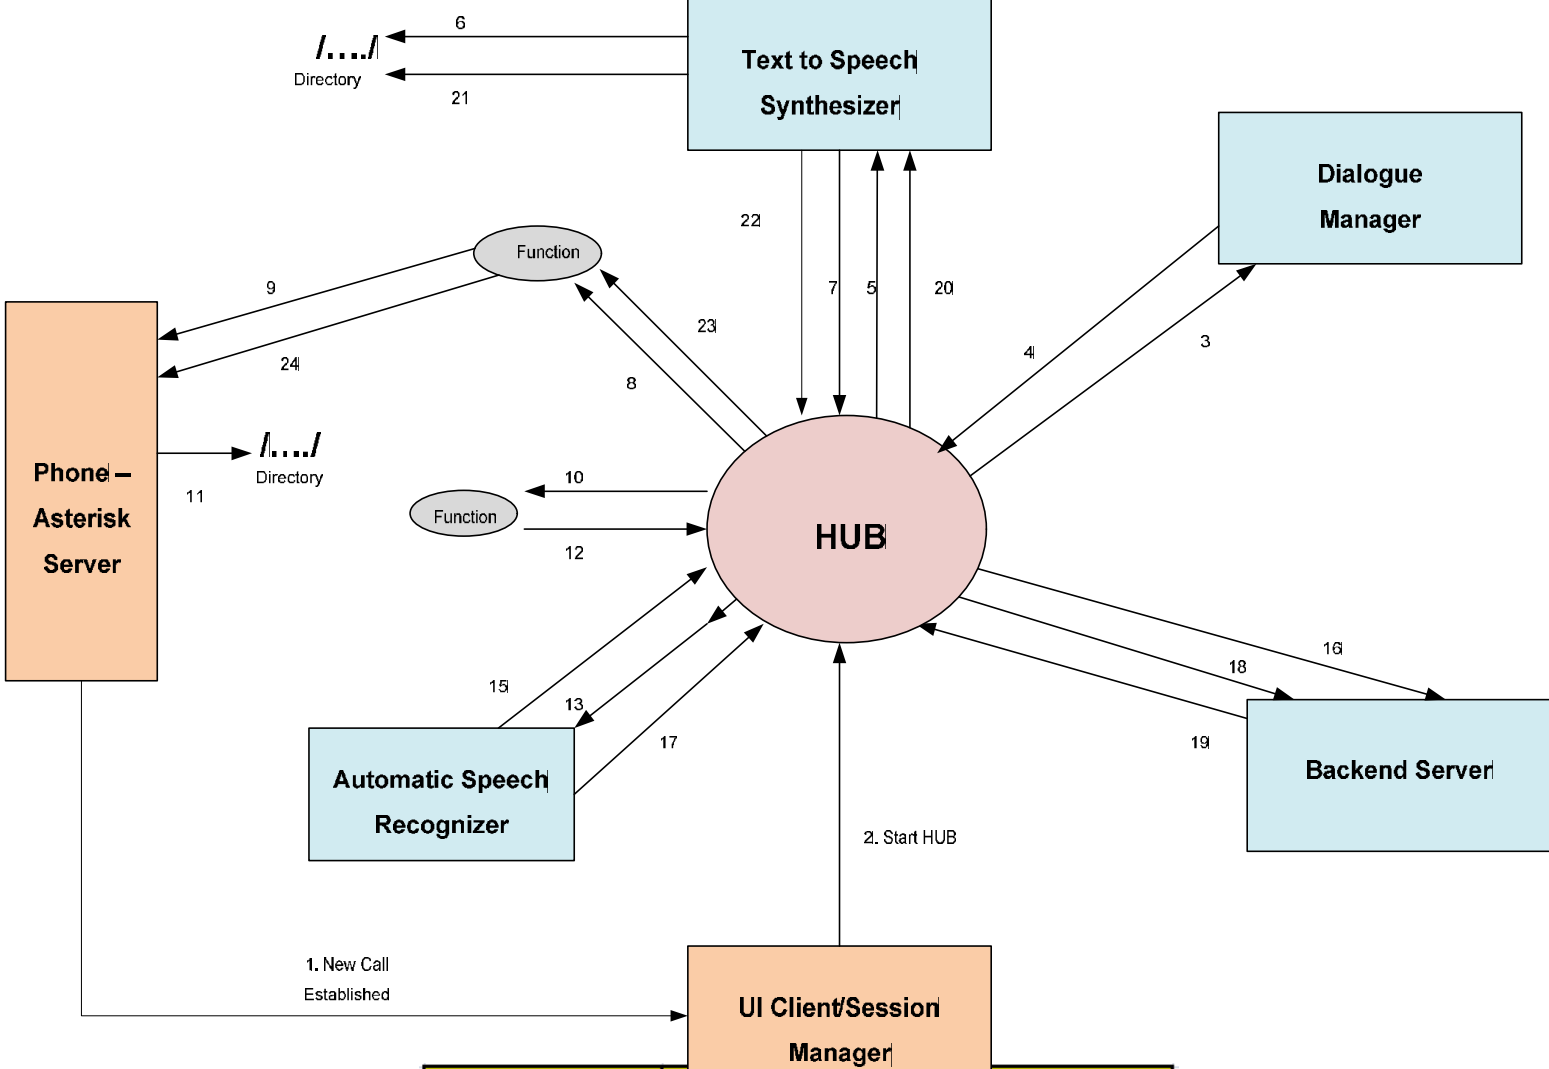 6
/..../
Directory
21
Text to Speech
Synthesizer
Dialogue
Manager
22
7
5
20
Function
9
24
23
8
4
3
/..../
Directory
11
Phone –
Asterisk
Server
10
Function
12
HUB
15
13
17
16
18
19
Automatic Speech
Recognizer
Backend Server
2. Start HUB
1. New Call
Established
UI Client/Session
Manager